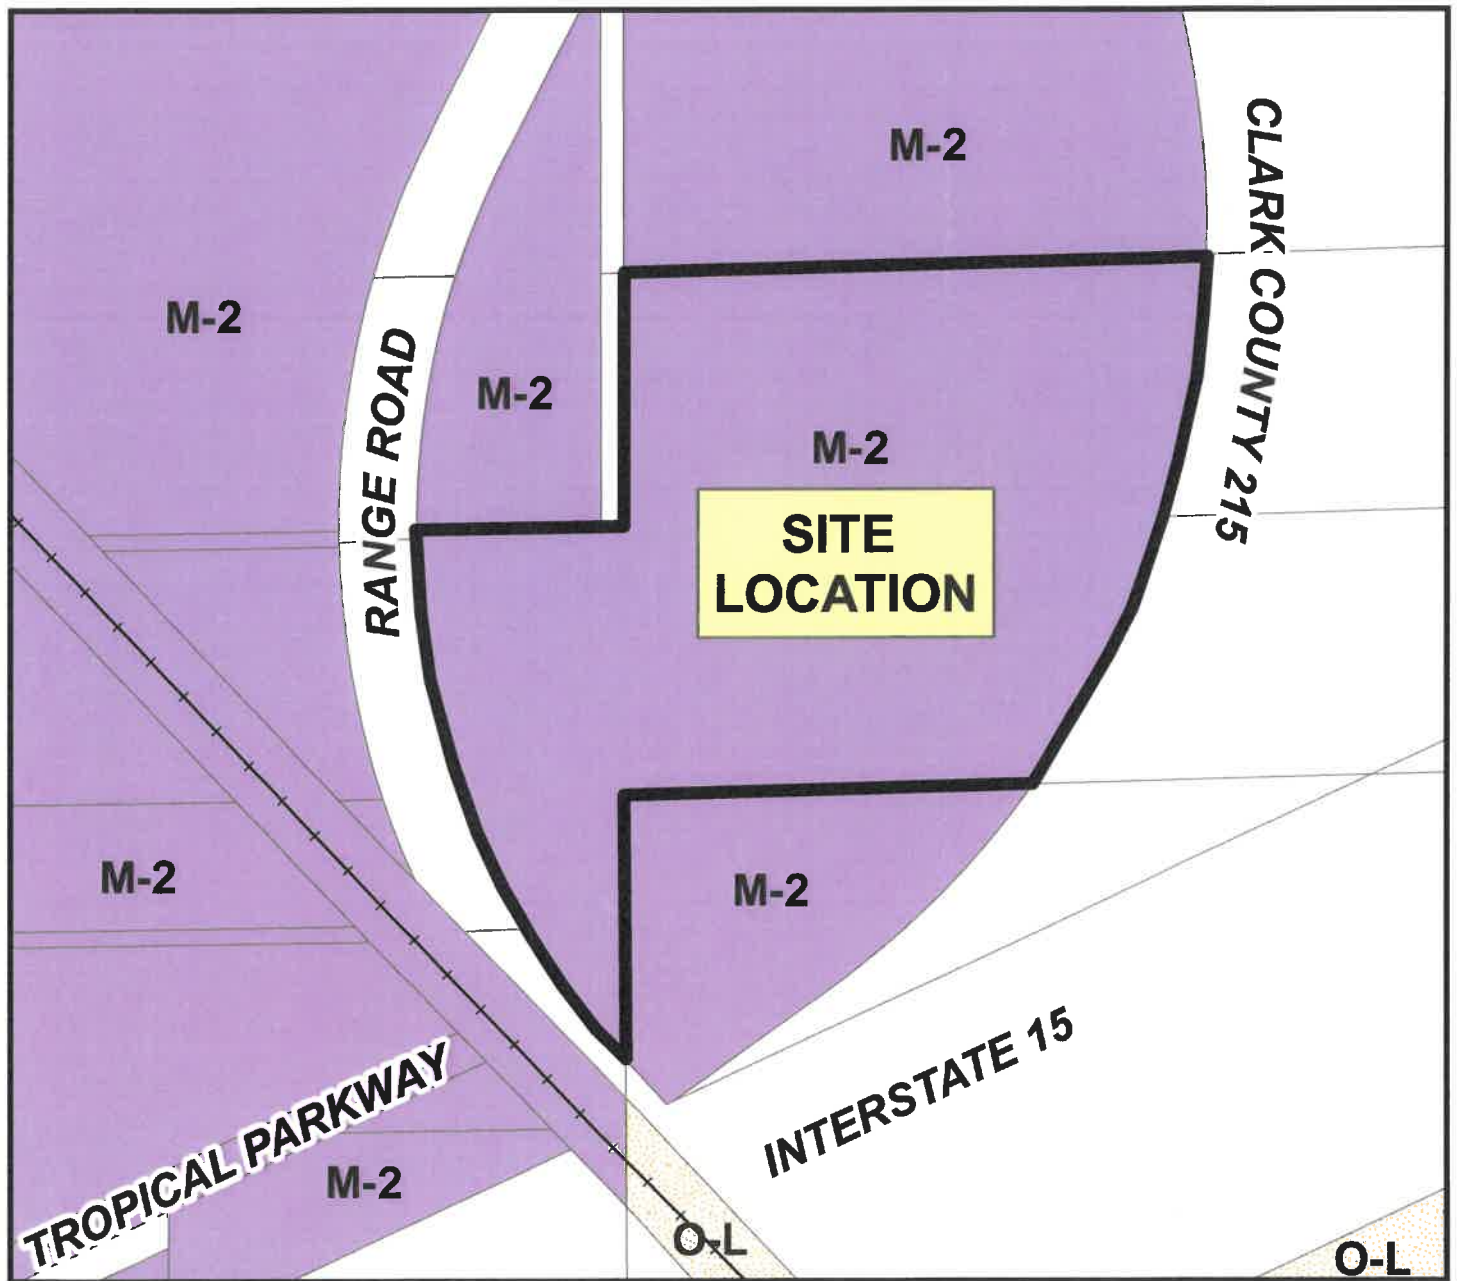 M-2
CLARK COUNTY 215
M-2
RANGE ROAD
M-2
M-2
SITE
LOCATION
M-2
M-2
INTERSTATE 15
TROPICAL PARKWAY
M-2
O-L
O-L